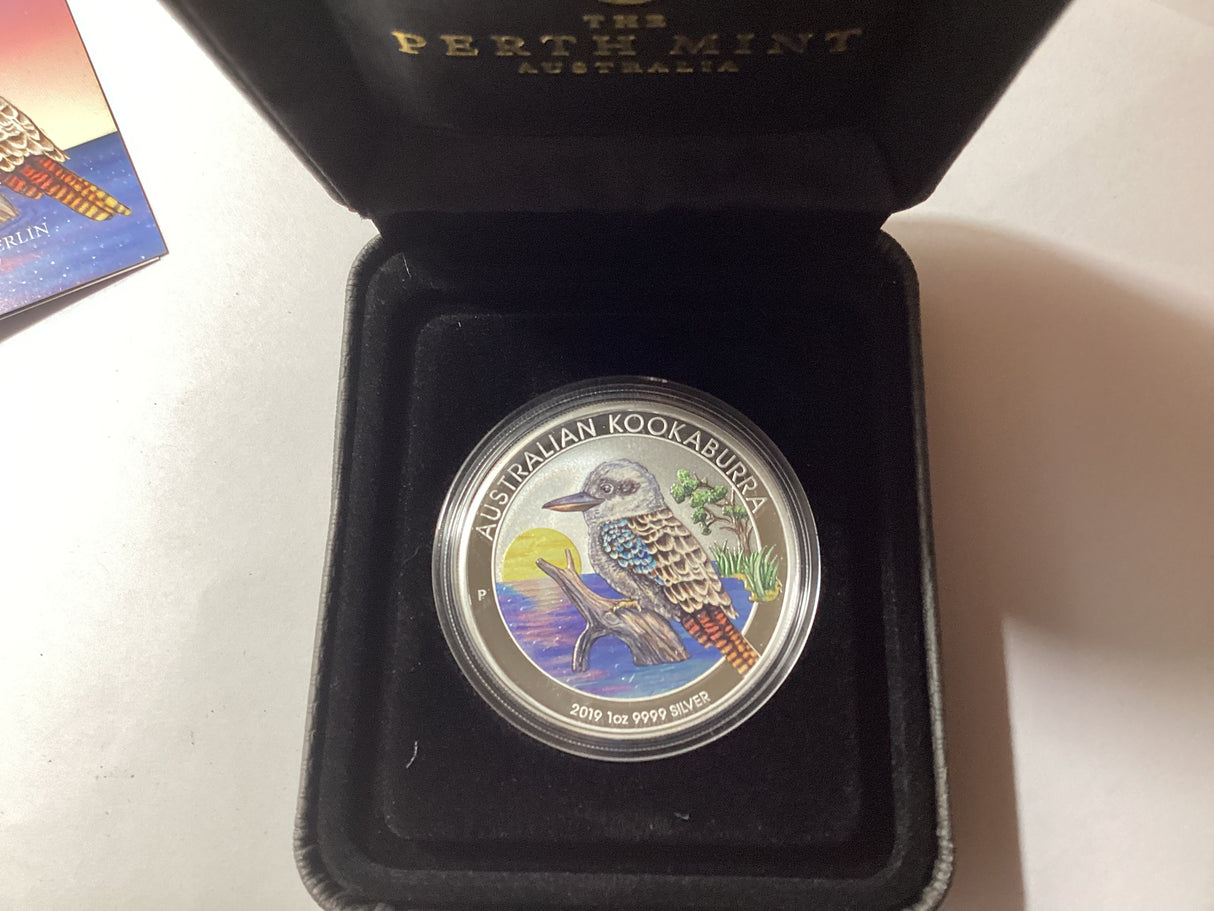 THE
PERTH MINT
AUSTRALIA
ERLIN
AUSTRALIAN KOOKABURRA
P
2019 1oz 9999 SILVER